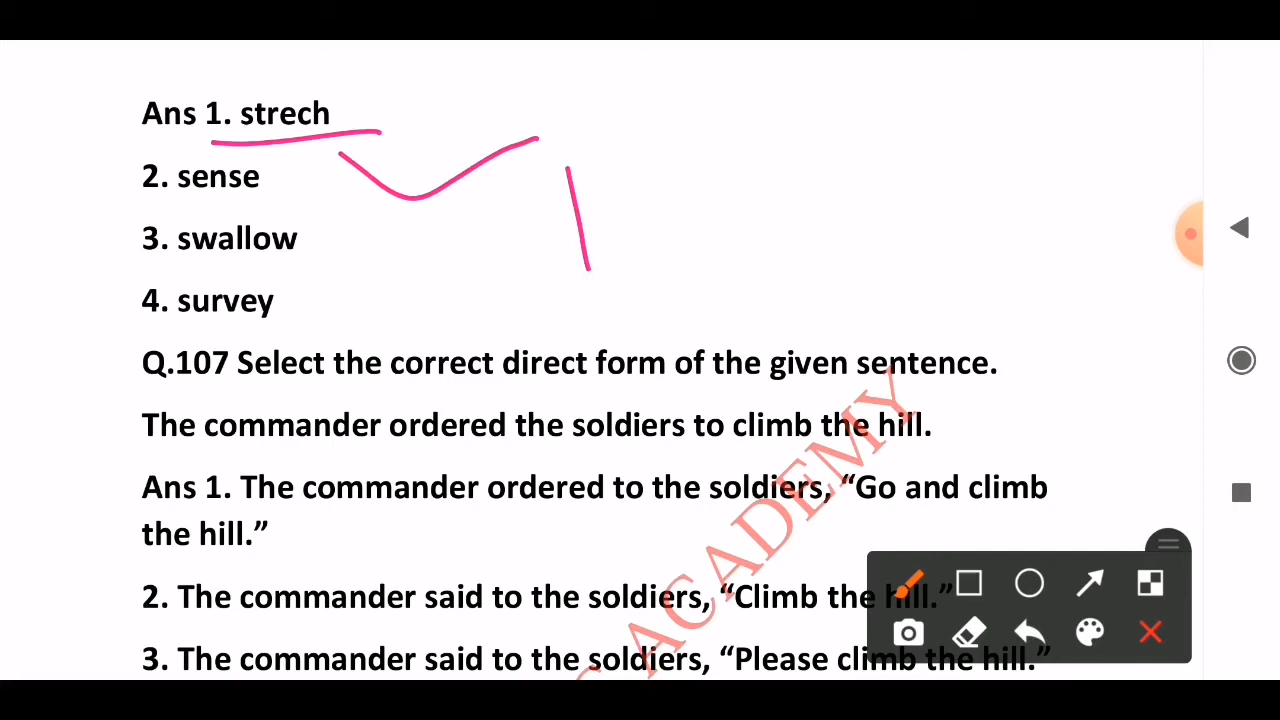 Ans 1. strech
2. sense
3. swallow
4. survey
Q.107 Select the correct direct form of the given sentence.
The commander ordered the soldiers to climb the hill.
Ans 1. The commander ordered to the soldiers, “Go and climb
the hill.”
2. The commander said to the soldiers, “Climb the hill.”
3. The commander said to the soldiers, “Please climb the hill.”
ACADEMY